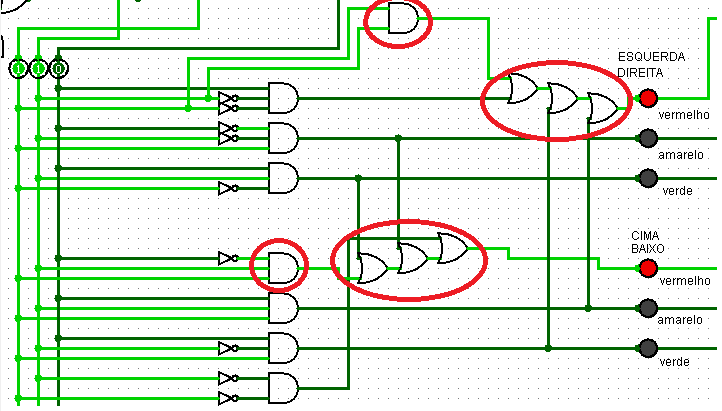 ESQUERDA
DIREITA
vermelho
amarelo
verde
CIMA
BAIXO
vermelho
amarelo
verde